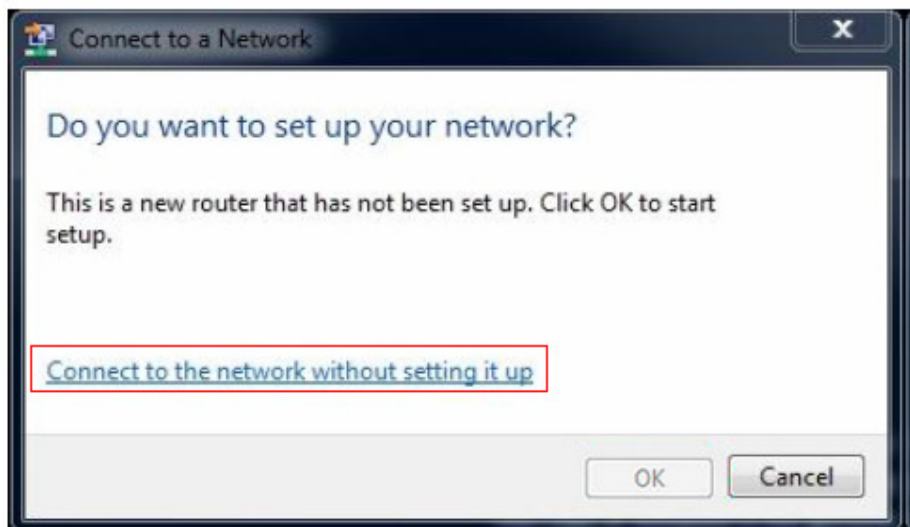 Connect to a Network
X
Do you want to set up your network?
This is a new router that has not been set up. Click OK to start
setup.
Connect to the network without setting it up
OK
Cancel